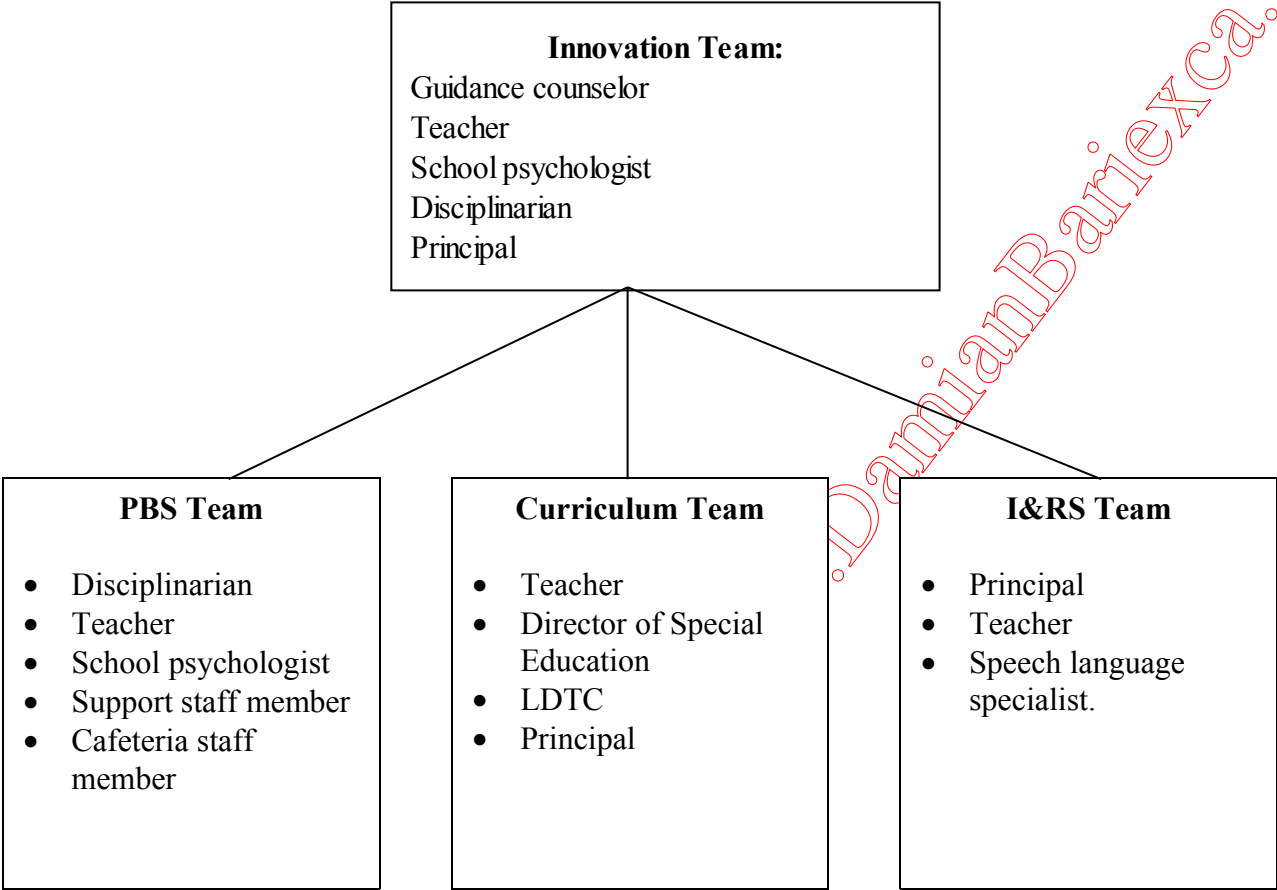 Innovation Team:
Guidance counselor
Teacher
School psychologist
Disciplinarian
Principal
PBS Team
• Disciplinarian
• Teacher
• School psychologist
• Support staff member
• Cafeteria staff
member
Curriculum Team
• Teacher
• Director of Special
Education
• LDTC
• Principal
I&RS Team
• Principal
• Teacher
• Speech language
specialist.
.DamianBariexca.